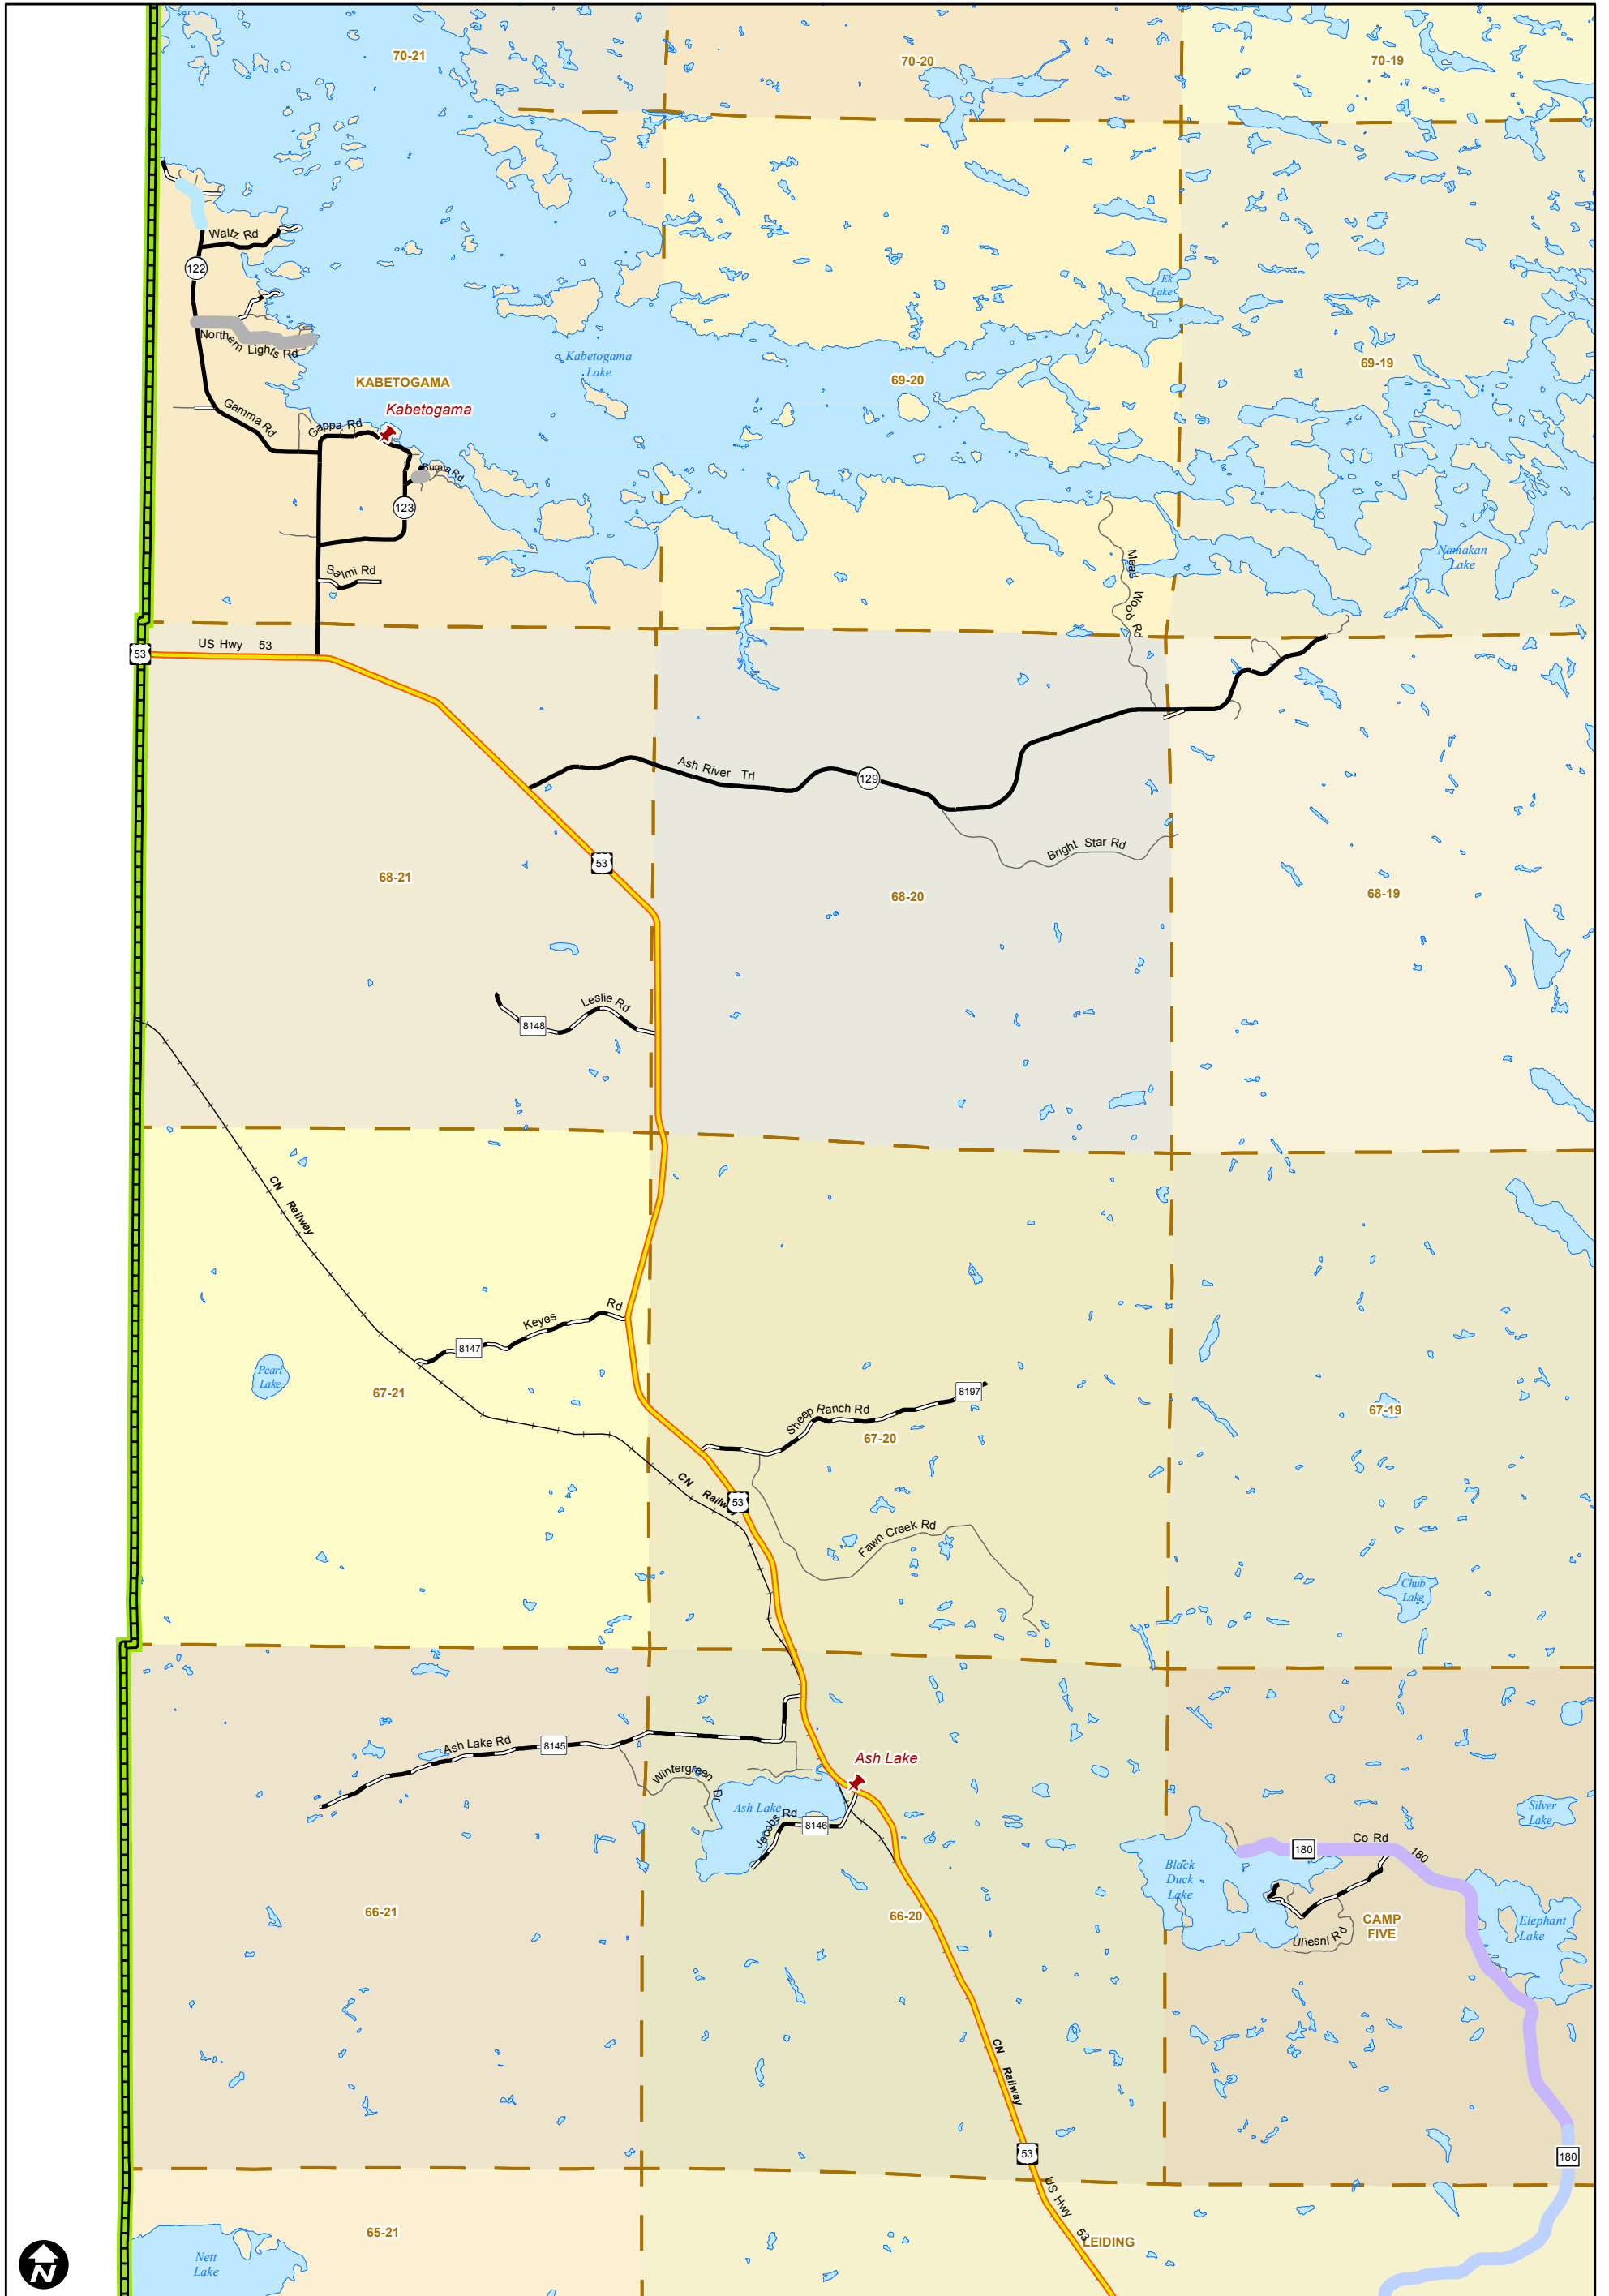 70-21
70-20
70-19
Waltz Rd
122
Ek
Lake
Northern Lights Rd
Kabetogama
Lake
69-19
KABETOGAMA
69-20
Kabetogama
Gamma Rd
Gappa Rd
Burma Rd
123
Namakan
Lake
Mead Wood Rd
Salmi Rd
US Hwy 53
53
Ash River Trl
129
Bright Star Rd
53
68-21
68-20
68-19
Leslie Rd
8148
CN Railway
Keyes Rd
8147
Pearl
Lake
67-21
8197
Sheep Ranch Rd
67-20
67-19
CN Railw
53
Fawn Creek Rd
Chub
Lake
Ash Lake Rd
8145
Ash Lake
Wintergreen Dr
Ash Lake
Jacobs Rd
8146
Silver
Lake
Co Rd 180
180
Black
Duck
Lake
66-21
66-20
CAMP
FIVE
Elephant
Lake
Uliesni Rd
CN Railway
53
180
US Hwy 53
65-21
LEIDING
Nett
Lake
N